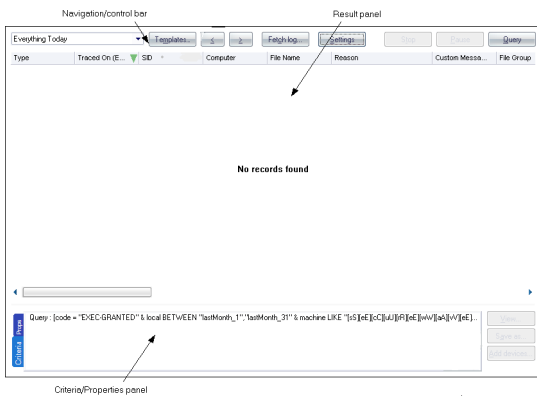 Navigation/control bar
Result panel
Everything Today
Templates...
<
>
Fetch log...
Settings
Stop
Pause
Query
Type
Traced On (E...
SID
Computer
File Name
Reason
Custom Messa...
File Group
No records found
Props
Criteria
Query : [code = "EXEC-GRANTED" & local BETWEEN "lastMonth_1","lastMonth_31" & machine LIKE "[sS][eE][cC][uU][rR][eE][wW][aA][vV][eE]...
View...
Save as...
Add devices...
Criteria/Properties panel